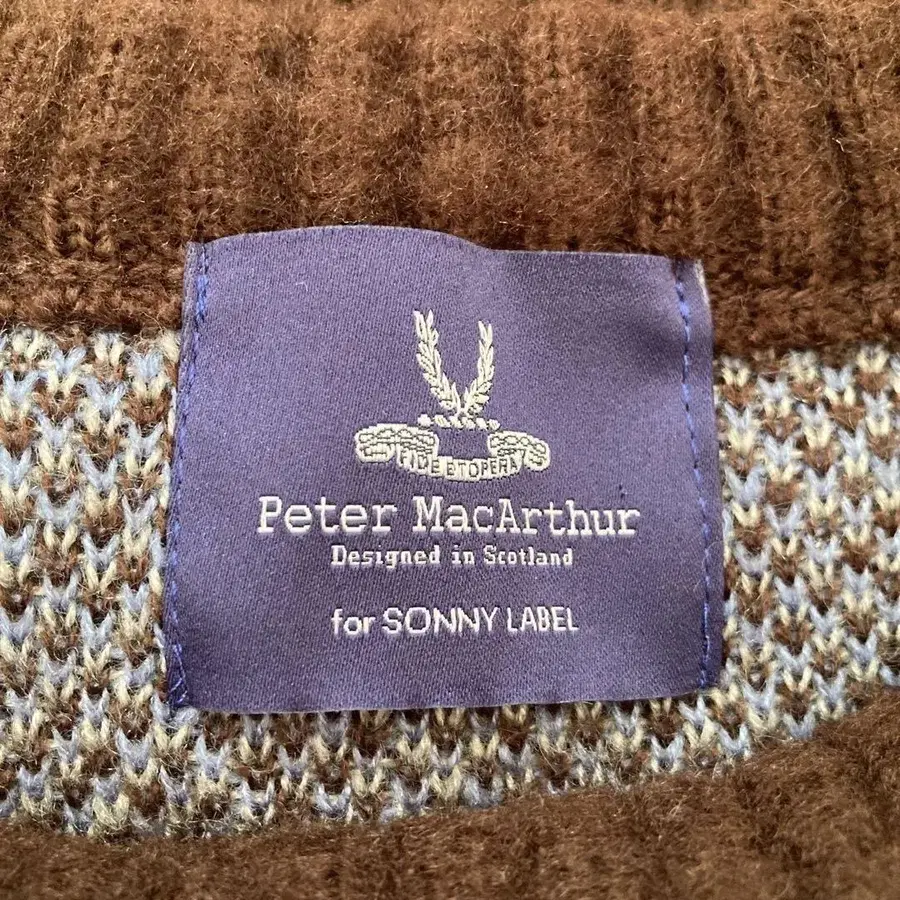 FIDE ET OPERA
Peter MacArthur
Designed in Scotland
for SONNY LABEL